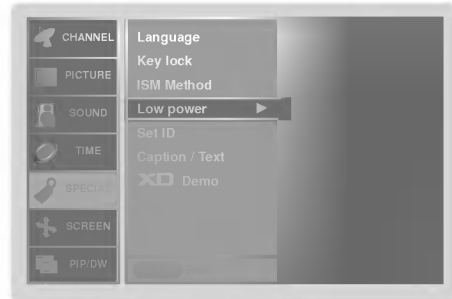 CHANNEL
PICTURE
SOUND
TIME
SPECIAL
SCREEN
PIP/DW
Language
Key lock
ISM Method
Low power ▶
Set ID
Caption / Text
XD Demo